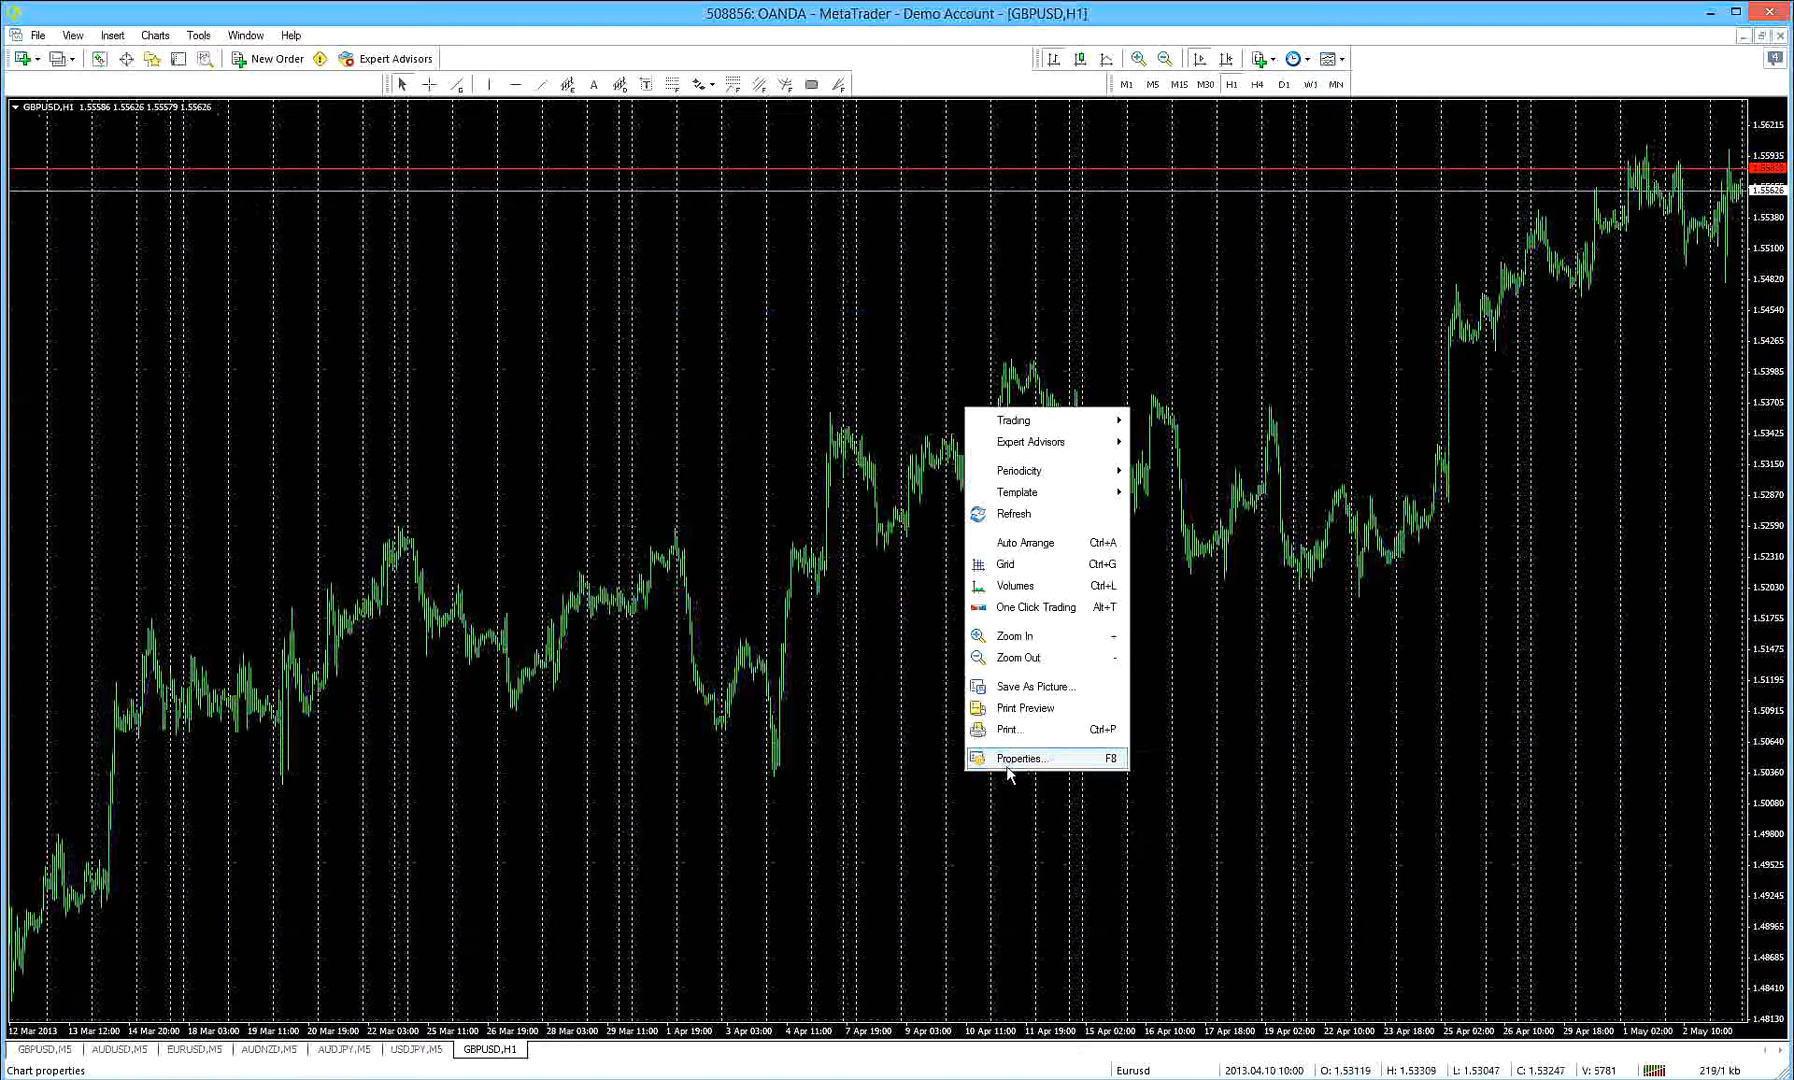 508856: OANDA - MetaTrader - Demo Account - [GBPUSD,H1]
File View Insert Charts Tools Window Help
New Order Expert Advisors
4
A T M1 M5 M15 M30 H1 H4 D1 W1 MN
GBPUSD,H1 1.55586 1.55626 1.55579 1.55626
1.56215
1.55935
1.55626
1.55380
1.55100
1.54820
1.54540
1.54265
1.53985
1.53705
1.53425
1.53150
1.52870
1.52590
1.52310
1.52030
1.51755
1.51475
1.51195
1.50915
1.50640
1.50360
1.50080
1.49800
1.49525
1.49245
1.48965
1.48685
1.48410
1.48130
Trading
Expert Advisors
Periodicity
Template
Refresh
Auto Arrange Ctrl+A
Grid Ctrl+G
Volumes Ctrl+L
One Click Trading Alt+T
Zoom In +
Zoom Out -
Save As Picture...
Print Preview
Print... Ctrl+P
Properties... F8
12 Mar 2013 13 Mar 12:00 14 Mar 20:00 18 Mar 03:00 19 Mar 11:00 20 Mar 19:00 22 Mar 03:00 25 Mar 11:00 26 Mar 19:00 28 Mar 03:00 29 Mar 11:00 1 Apr 19:00 3 Apr 03:00 4 Apr 11:00 7 Apr 19:00 9 Apr 03:00 10 Apr 11:00 11 Apr 19:00 15 Apr 02:00 16 Apr 10:00 17 Apr 18:00 19 Apr 02:00 22 Apr 10:00 23 Apr 18:00 25 Apr 02:00 26 Apr 10:00 29 Apr 18:00 1 May 02:00 2 May 10:00
GBPUSD,M5 AUDUSD,M5 EURUSD,M5 AUDNZD,M5 AUDJPY,M5 USDJPY,M5 GBPUSD,H1
Chart properties Eurusd 2013.04.10 10:00 O: 1.53119 H: 1.53309 L: 1.53047 C: 1.53247 V: 5781 219/1 kb